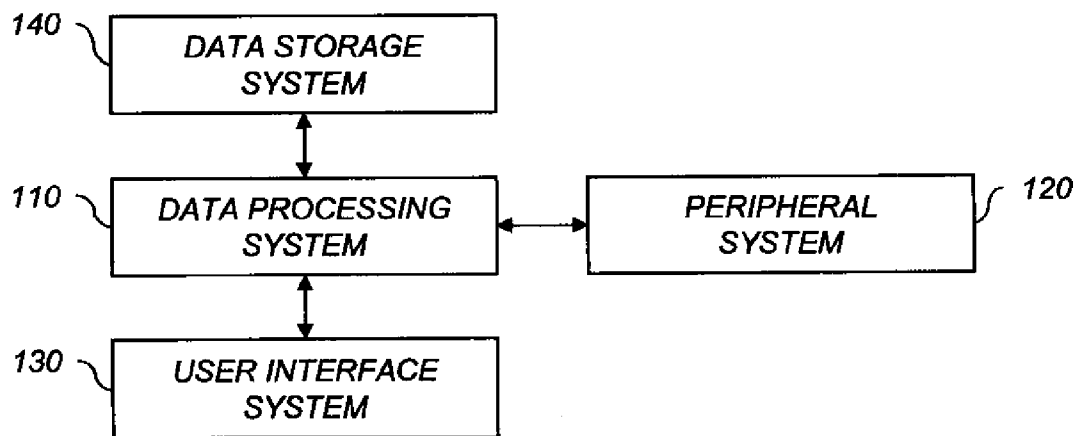 140
DATA STORAGE
SYSTEM
110
DATA PROCESSING
SYSTEM
PERIPHERAL
SYSTEM
120
130
USER INTERFACE
SYSTEM